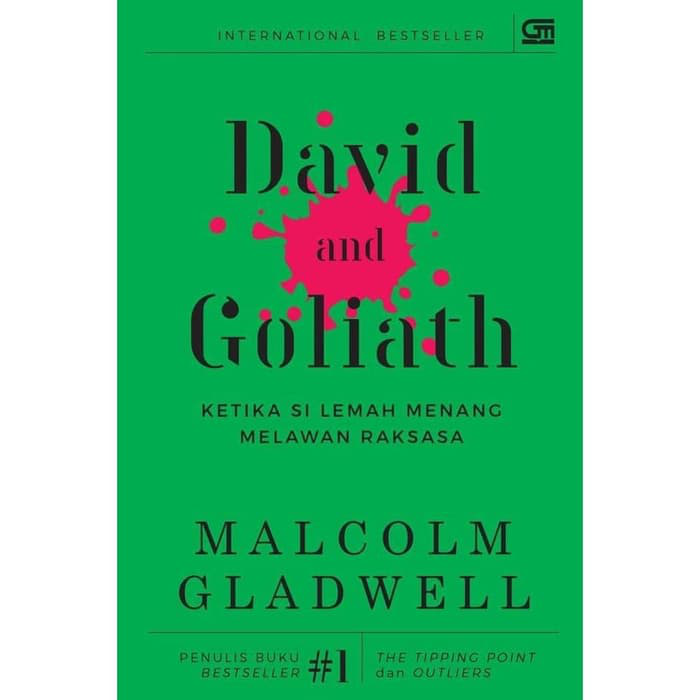 INTERNATIONAL BESTSELLER
GM
David
and
Goliath
KETIKA SI LEMAH MENANG
MELAWAN RAKSASA
MALCOLM
GLADWELL
PENULIS BUKU
BESTSELLER
#1
THE TIPPING POINT
dan OUTLIERS